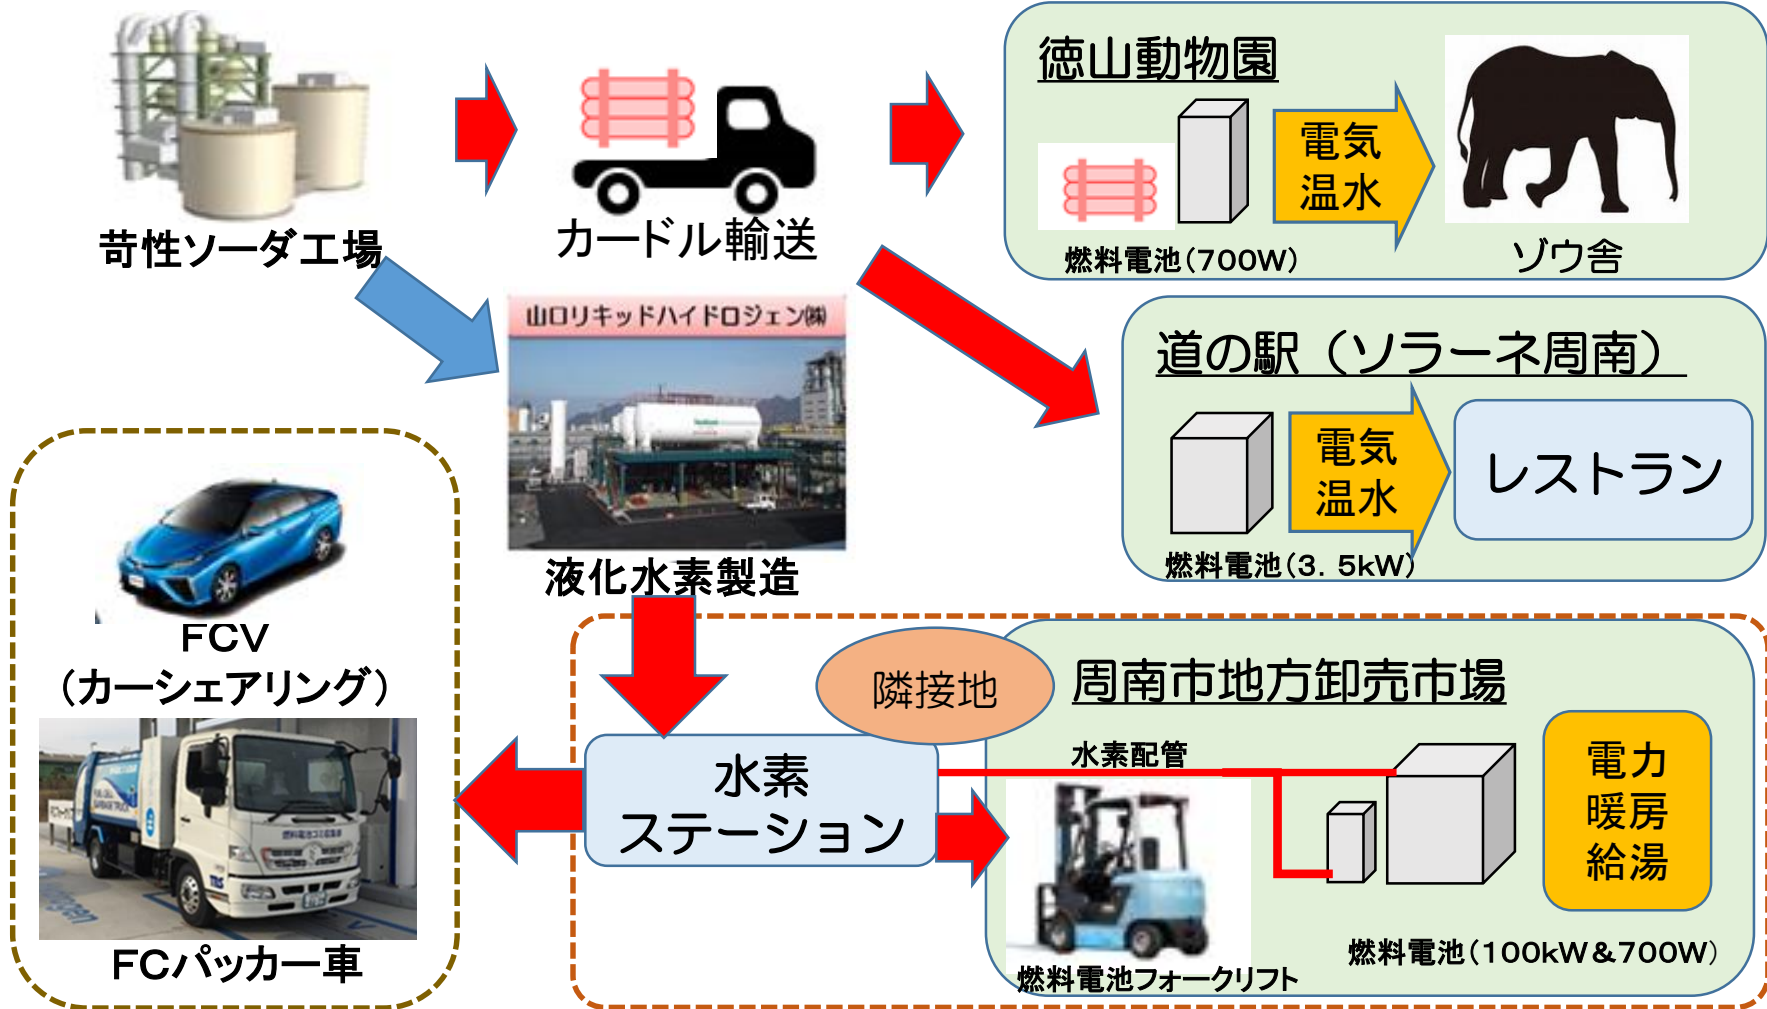 徳山動物園
電気
温水
燃料電池(700W)
ゾウ舎
苛性ソーダ工場
カードル輸送
山口リキッドハイドロジェン㈱
液化水素製造
道の駅（ソラーネ周南）
電気
温水
レストラン
燃料電池(3．5kW)
FCV
（カーシェアリング）
FCパッカー車
隣接地
周南市地方卸売市場
水素
ステーション
水素配管
電力
暖房
給湯
燃料電池(100kW＆700W)
燃料電池フォークリフト